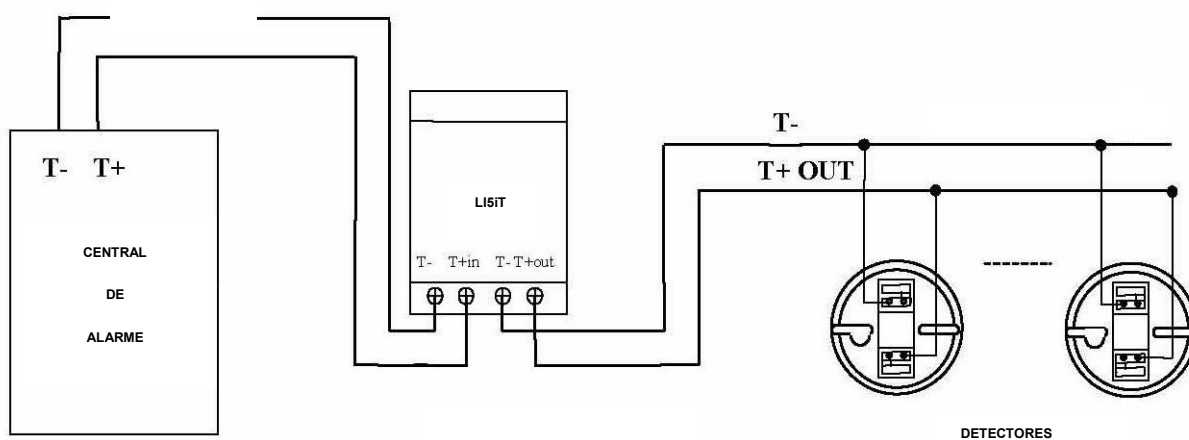 T- T+
CENTRAL
DE
ALARME
LI5iT
T- T+in T- T+out
T-
T+ OUT
DETECTORES